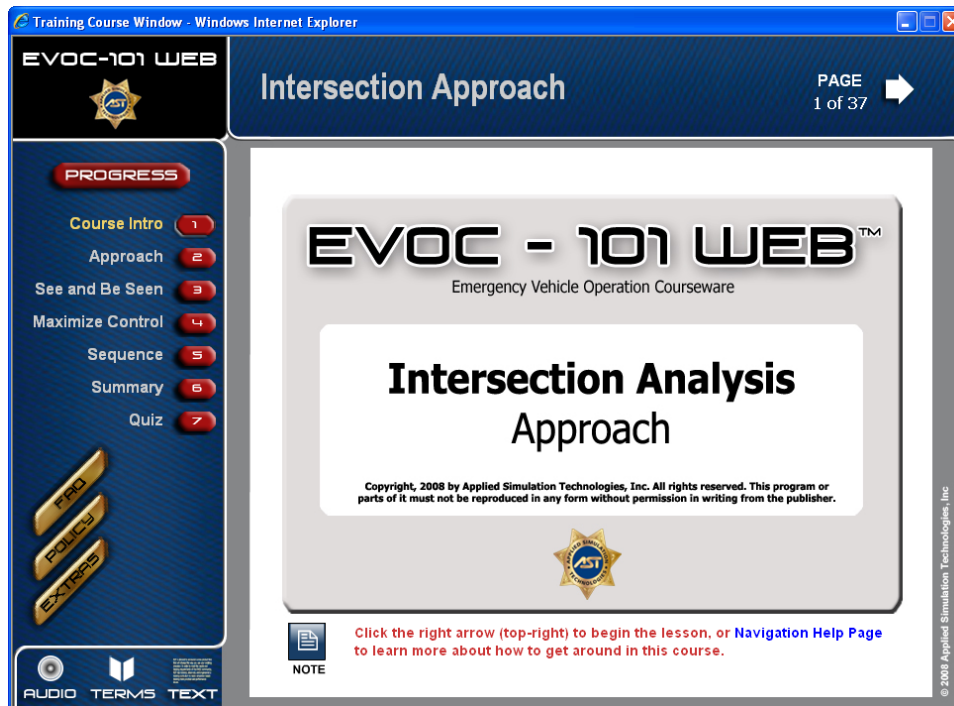 Training Course Window - Windows Internet Explorer
EVOC-101 WEB
AST
Intersection Approach
PAGE
1 of 37
PROGRESS
Course Intro 1
Approach 2
See and Be Seen 3
Maximize Control 4
Sequence 5
Summary 6
Quiz 7
FAQ
POLICY
EXTRAS
AUDIO TERMS TEXT
EVOC - 101 WEB™
Emergency Vehicle Operation Courseware
Intersection Analysis
Approach
Copyright, 2008 by Applied Simulation Technologies, Inc. All rights reserved. This program or
parts of it must not be reproduced in any form without permission in writing from the publisher.
APPLIED SIMULATION
AST
TECHNOLOGIES
NOTE
Click the right arrow (top-right) to begin the lesson, or Navigation Help Page
to learn more about how to get around in this course.
© 2008 Applied Simulation Technologies, Inc